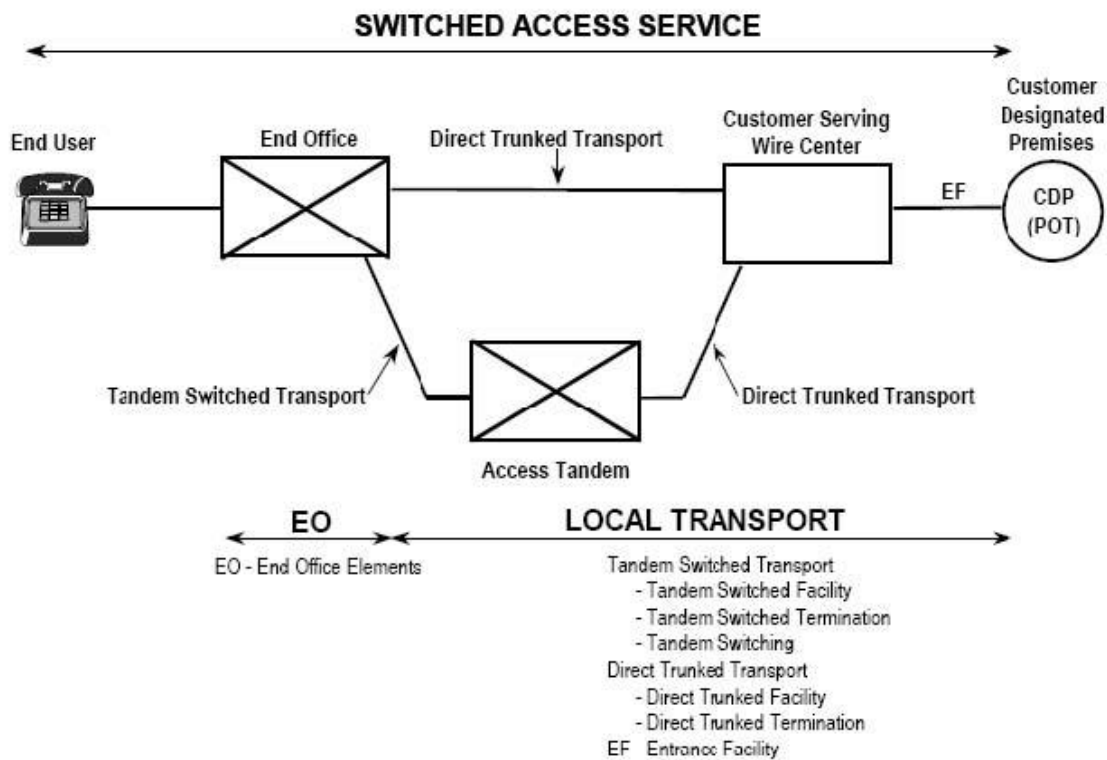 SWITCHED ACCESS SERVICE
End User
End Office
Direct Trunked Transport
Customer Serving
Wire Center
Customer
Designated
Premises
EF
CDP
(POT)
Tandem Switched Transport
Direct Trunked Transport
Access Tandem
EO
LOCAL TRANSPORT
EO - End Office Elements
Tandem Switched Transport
- Tandem Switched Facility
- Tandem Switched Termination
- Tandem Switching
Direct Trunked Transport
- Direct Trunked Facility
- Direct Trunked Termination
EF Entrance Facility